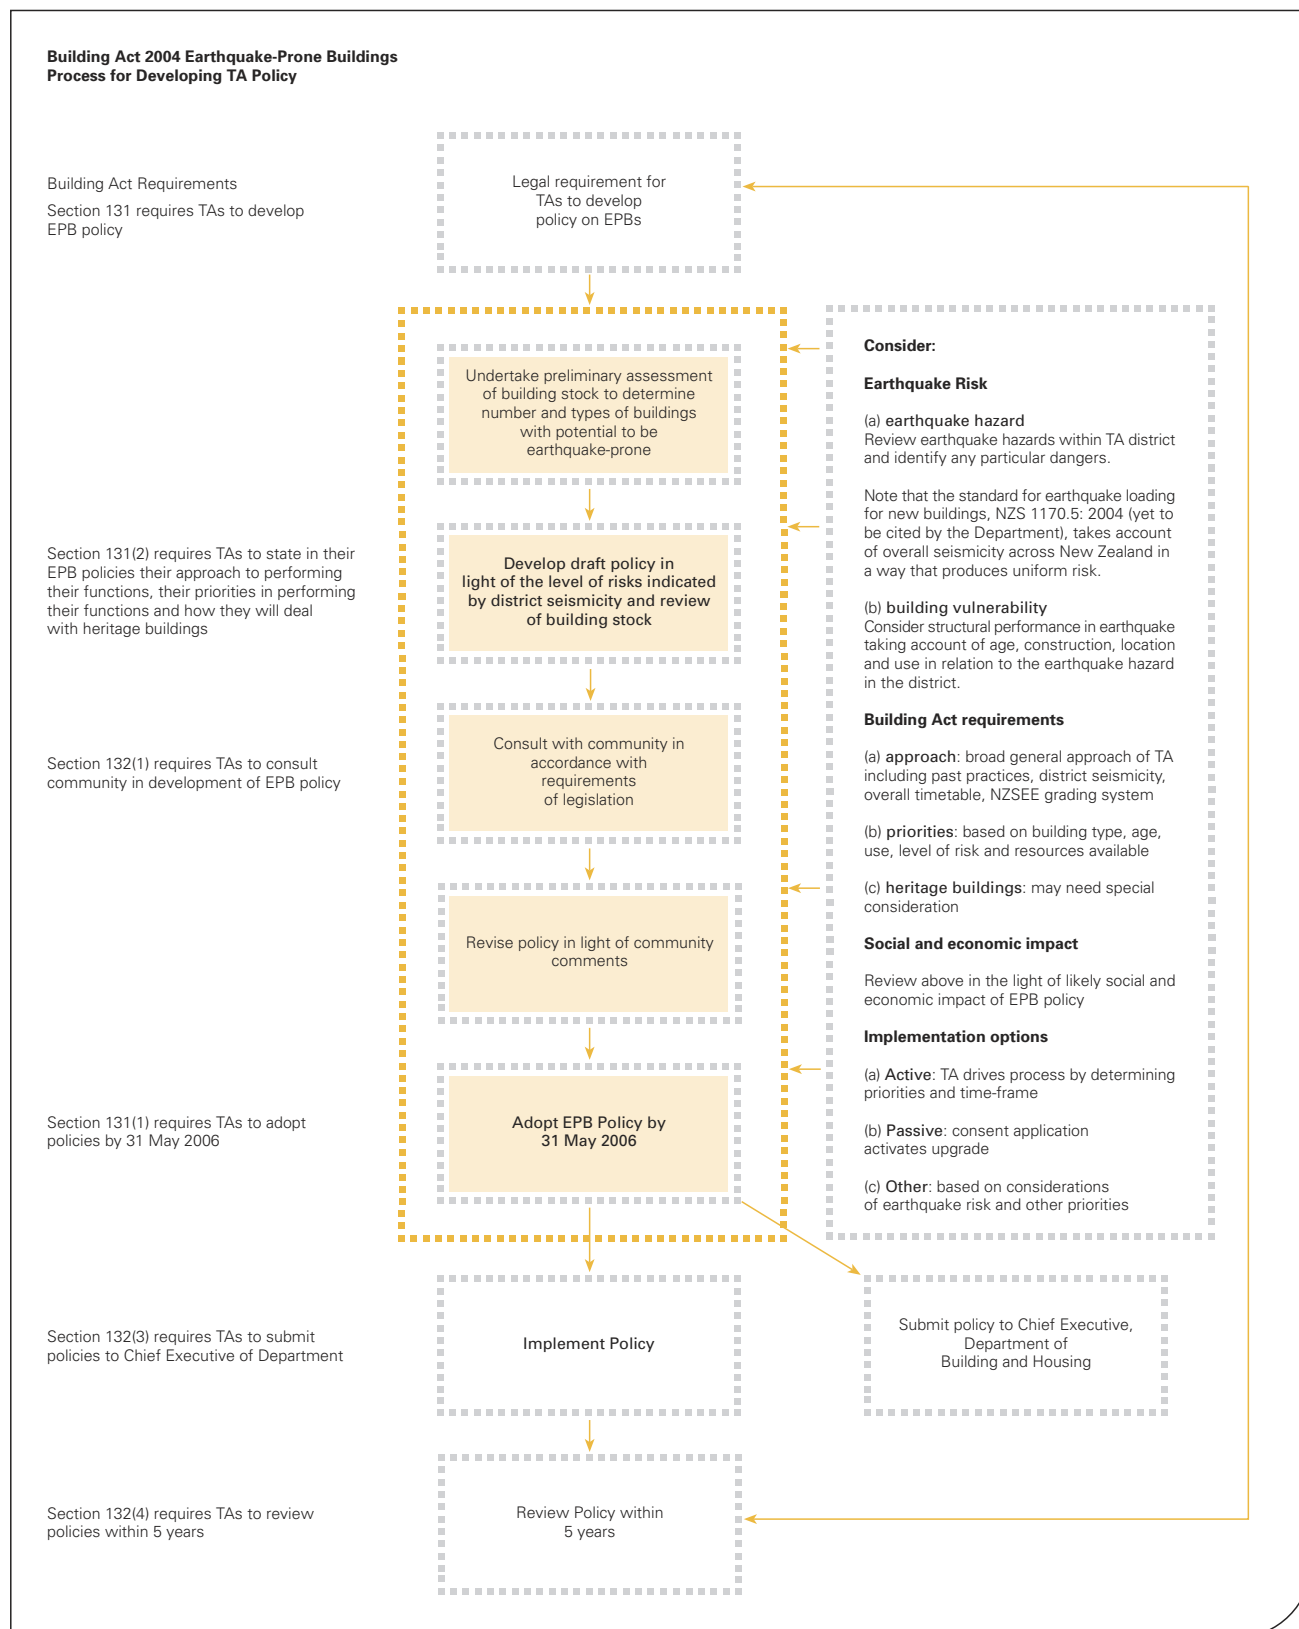 Building Act 2004 Earthquake-Prone Buildings
Process for Developing TA Policy
Building Act Requirements
Section 131 requires TAs to develop
EPB policy
Legal requirement for
TAs to develop
policy on EPBs
Undertake preliminary assessment
of building stock to determine
number and types of buildings
with potential to be
earthquake-prone
Section 131(2) requires TAs to state in their
EPB policies their approach to performing
their functions, their priorities in performing
their functions and how they will deal
with heritage buildings
Develop draft policy in
light of the level of risks indicated
by district seismicity and review
of building stock
Section 132(1) requires TAs to consult
community in development of EPB policy
Consult with community in
accordance with
requirements
of legislation
Revise policy in light of community
comments
Section 131(1) requires TAs to adopt
policies by 31 May 2006
Adopt EPB Policy by
31 May 2006
Consider:
Earthquake Risk
(a) earthquake hazard
Review earthquake hazards within TA district
and identify any particular dangers.
Note that the standard for earthquake loading
for new buildings, NZS 1170.5: 2004 (yet to
be cited by the Department), takes account
of overall seismicity across New Zealand in
a way that produces uniform risk.
(b) building vulnerability
Consider structural performance in earthquake
taking account of age, construction, location
and use in relation to the earthquake hazard
in the district.
Building Act requirements
(a) approach: broad general approach of TA
including past practices, district seismicity,
overall timetable, NZSEE grading system
(b) priorities: based on building type, age,
use, level of risk and resources available
(c) heritage buildings: may need special
consideration
Social and economic impact
Review above in the light of likely social and
economic impact of EPB policy
Implementation options
(a) Active: TA drives process by determining
priorities and time-frame
(b) Passive: consent application
activates upgrade
(c) Other: based on considerations
of earthquake risk and other priorities
Section 132(3) requires TAs to submit
policies to Chief Executive of Department
Implement Policy
Submit policy to Chief Executive,
Department of
Building and Housing
Section 132(4) requires TAs to review
policies within 5 years
Review Policy within
5 years